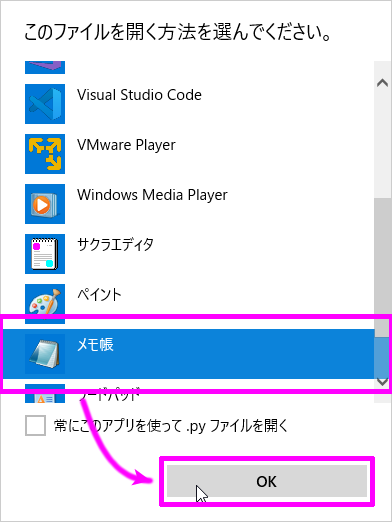 このファイルを開く方法を選んでください。
Visual Studio Code
VMware Player
Windows Media Player
サクラエディタ
ペイント
メモ帳
ワードパッド
常にこのアプリを使って .py ファイルを開く
OK